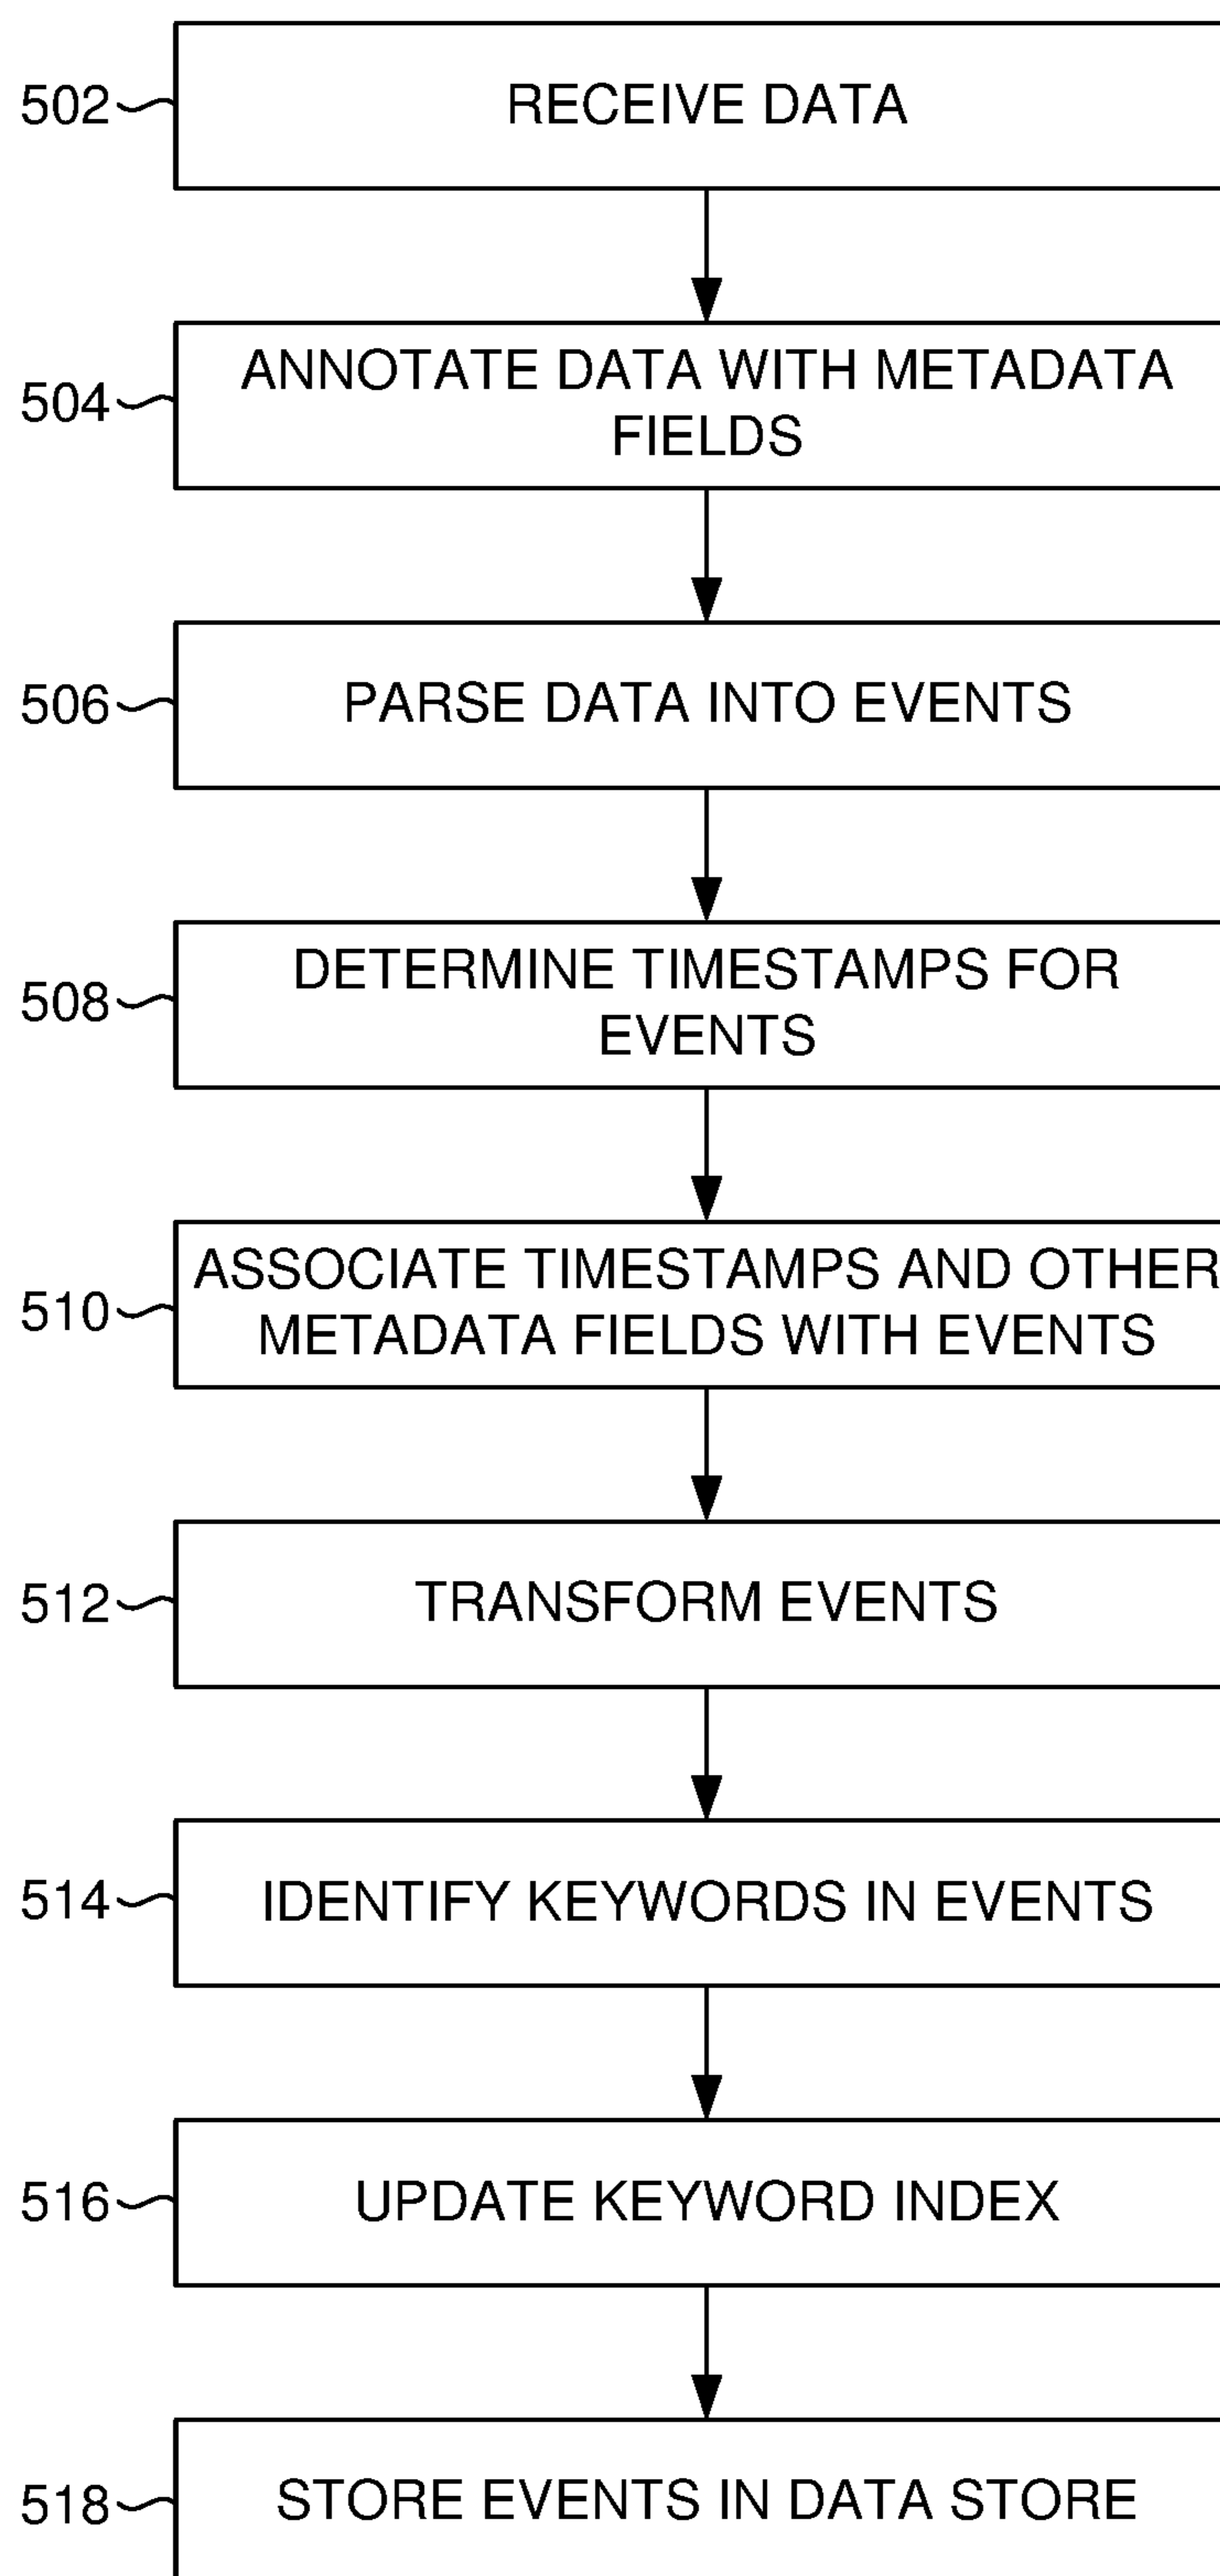 502
RECEIVE DATA
504
ANNOTATE DATA WITH METADATA
FIELDS
506
PARSE DATA INTO EVENTS
508
DETERMINE TIMESTAMPS FOR
EVENTS
510
ASSOCIATE TIMESTAMPS AND OTHER
METADATA FIELDS WITH EVENTS
512
TRANSFORM EVENTS
514
IDENTIFY KEYWORDS IN EVENTS
516
UPDATE KEYWORD INDEX
518
STORE EVENTS IN DATA STORE